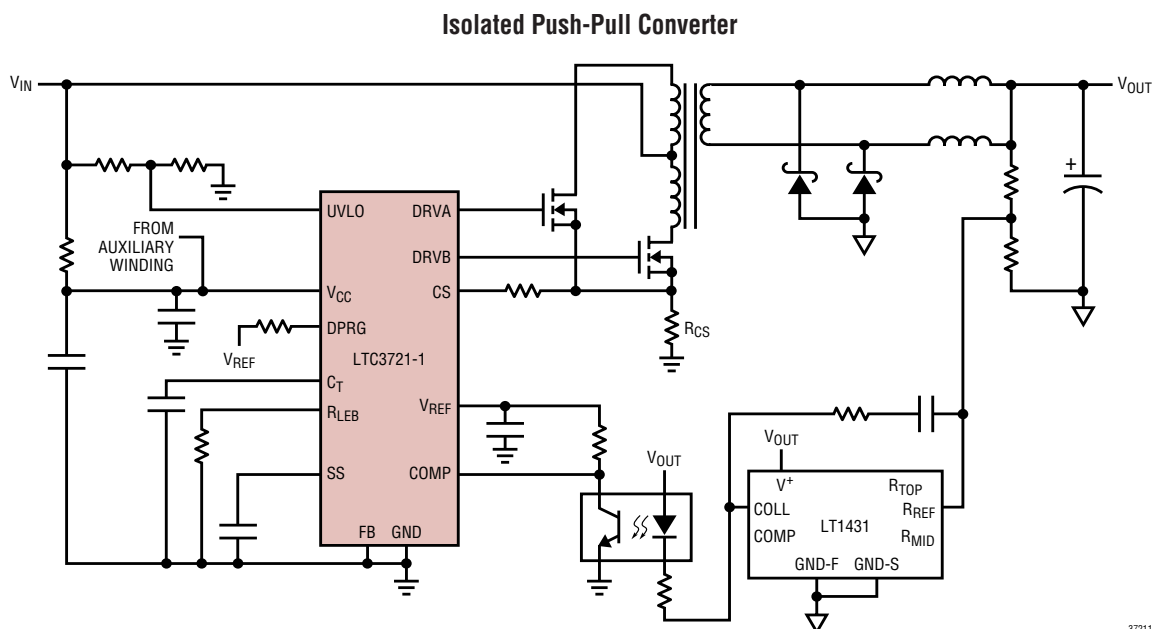 Isolated Push-Pull Converter
VIN
VOUT
UVLO
DRVA
FROM
AUXILIARY
WINDING
DRVB
VCC
CS
RCS
DPRG
VREF
LTC3721-1
CT
RLEB
VREF
SS
COMP
VOUT
VOUT
V+
RTOP
COLL
RREF
COMP
LT1431
RMID
FB
GND
GND-F
GND-S
+